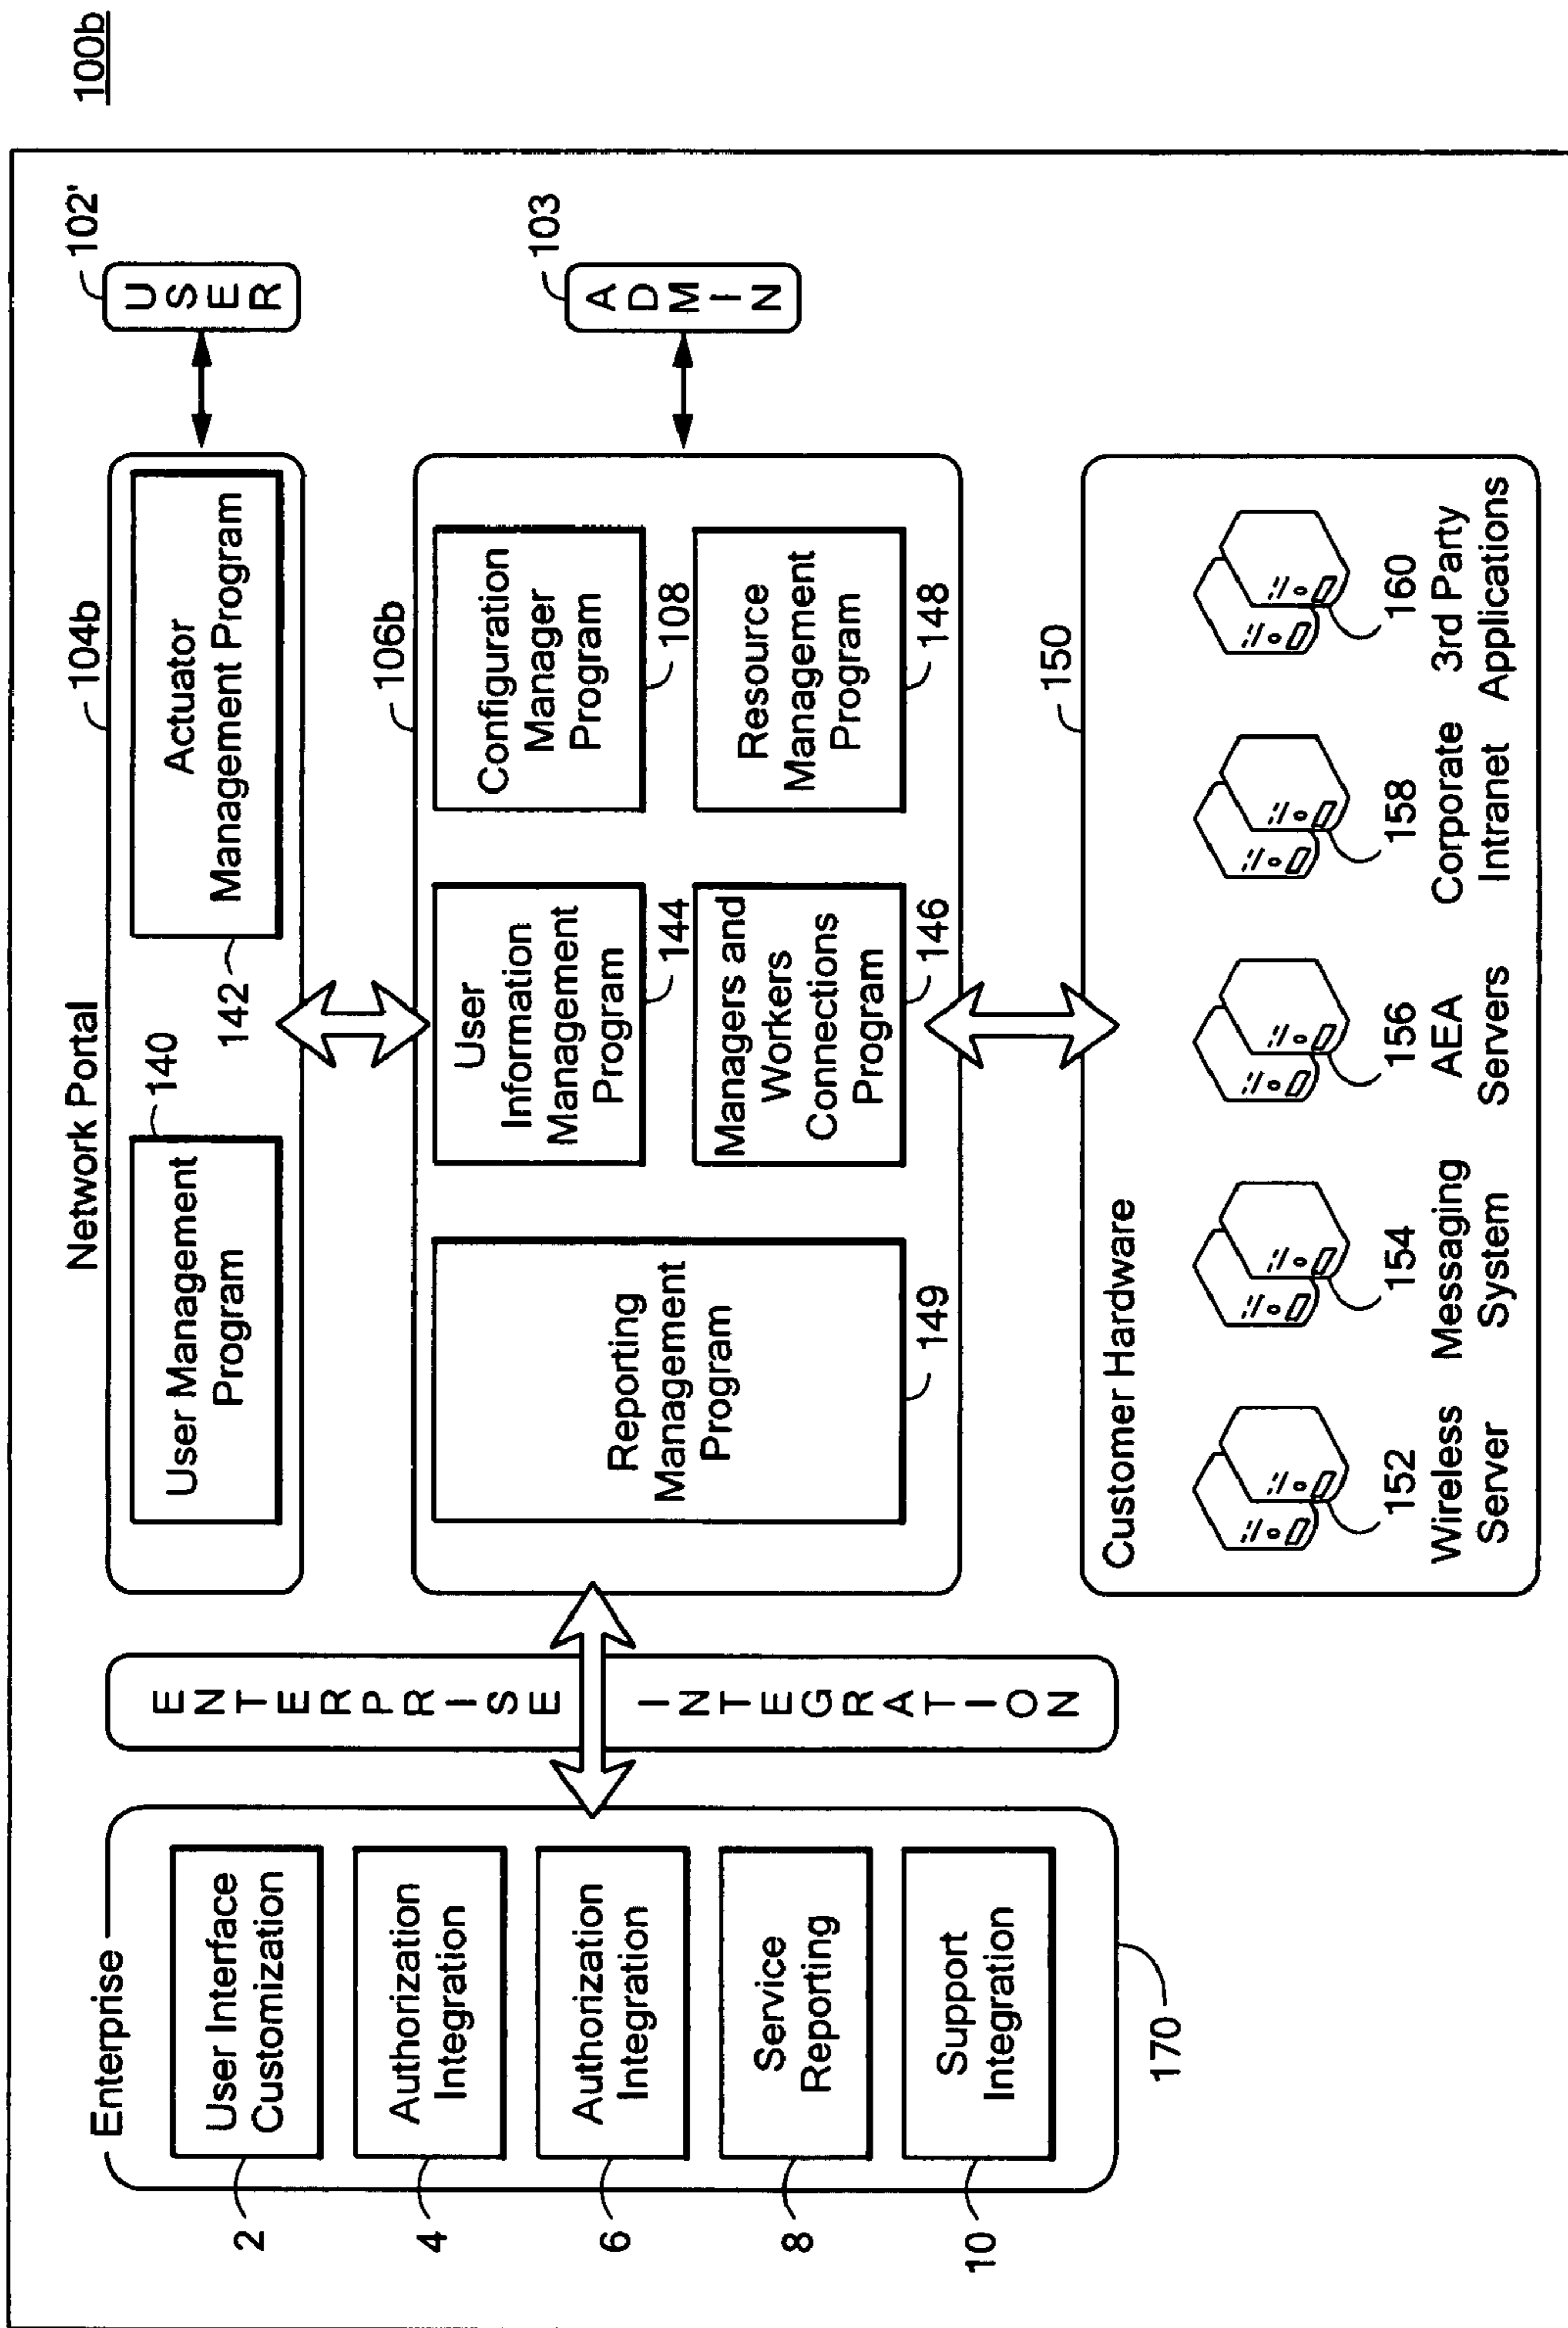 100b
Enterprise
2
User Interface
Customization
4
Authorization
Integration
6
Authorization
Integration
8
Service
Reporting
10
Support
Integration
170
ENTERPRISE
INTEGRATION
Network Portal
104b
User Management
Program
140
Actuator
Management Program
142
USER
102'
106b
Reporting
Management
Program
149
User
Information
Management
Program
144
Configuration
Manager
Program
108
Managers and
Workers
Connections
Program
146
Resource
Management
Program
148
ADMIN
103
Customer Hardware
150
152
Wireless
Server
154
Messaging
System
156
AEA
Servers
158
Corporate
Intranet
160
3rd Party
Applications